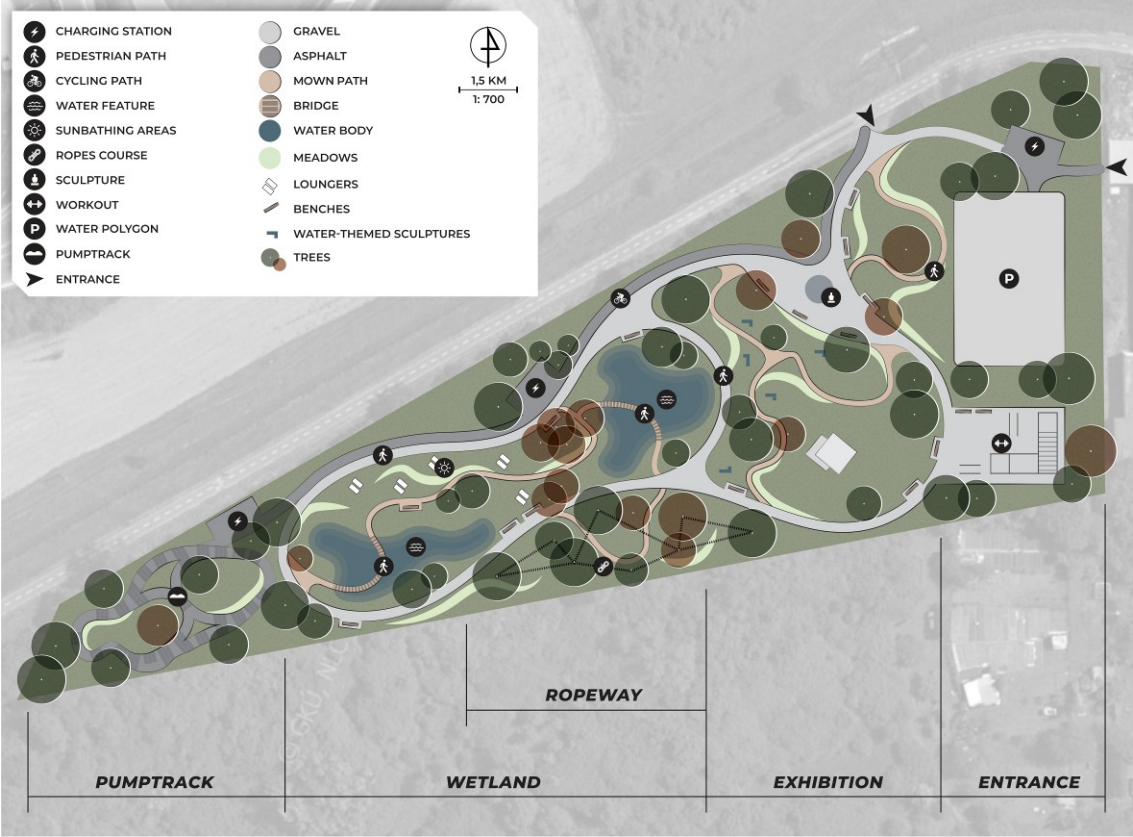 CHARGING STATION
PEDESTRIAN PATH
CYCLING PATH
WATER FEATURE
SUNBATHING AREAS
ROPES COURSE
SCULPTURE
WORKOUT
P WATER POLYGON
PUMPTRACK
ENTRANCE
GRAVEL
ASPHALT
MOWN PATH
BRIDGE
WATER BODY
MEADOWS
LOUNGERS
BENCHES
WATER-THEMED SCULPTURES
TREES
1,5 KM
1: 700
P
ROPEWAY
PUMPTRACK
WETLAND
EXHIBITION
ENTRANCE